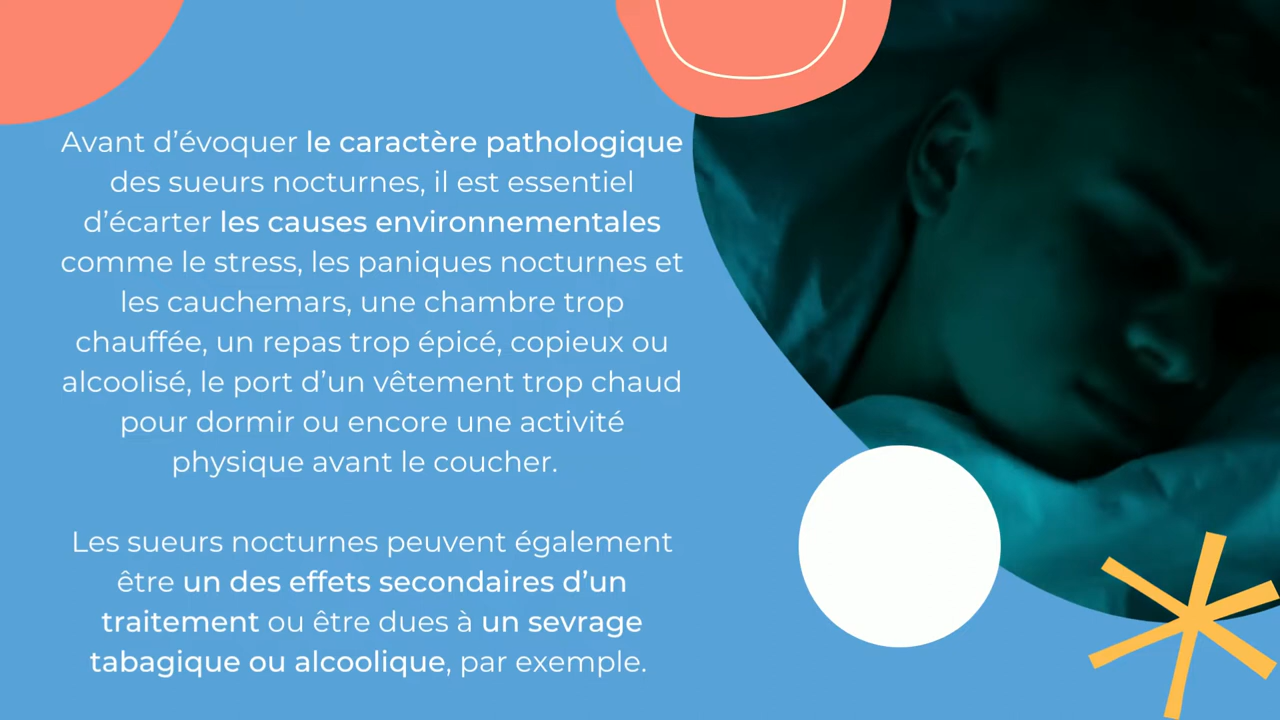 Avant d’évoquer le caractère pathologique
des sueurs nocturnes, il est essentiel
d’écarter les causes environnementales
comme le stress, les paniques nocturnes et
les cauchemars, une chambre trop
chauffée, un repas trop épicé, copieux ou
alcoolisé, le port d’un vêtement trop chaud
pour dormir ou encore une activité
physique avant le coucher.
Les sueurs nocturnes peuvent également
être un des effets secondaires d’un
traitement ou être dues à un sevrage
tabagique ou alcoolique, par exemple.